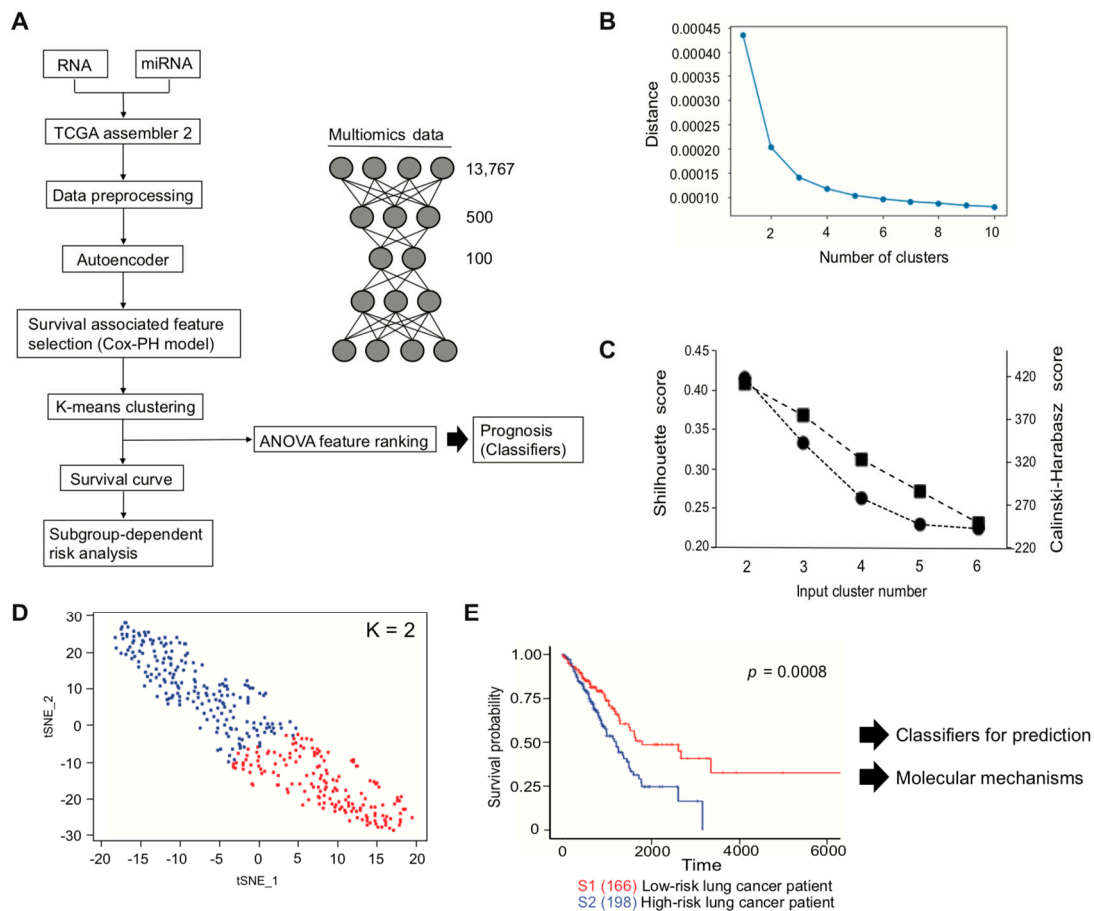 A
RNA
miRNA
TCGA assembler 2
Data preprocessing
Autoencoder
Survival associated feature
selection (Cox-PH model)
K-means clustering
ANOVA feature ranking
Prognosis
(Classifiers)
Survival curve
Subgroup-dependent
risk analysis
Multiomics data
13,767
500
100
B
0.00045
0.00040
0.00035
0.00030
0.00025
0.00020
0.00015
0.00010
Distance
2
4
6
8
10
Number of clusters
C
Shilhouette score
0.45
0.40
0.35
0.30
0.25
0.20
420
370
320
270
220
Calinski-Harabasz score
2
3
4
5
6
Input cluster number
D
K = 2
tSNE_2
30
20
10
0
-10
-20
-30
-20
-15
-10
-5
0
5
10
15
20
tSNE_1
E
p = 0.0008
Survival probability
1.00
0.75
0.50
0.25
0
0
2000
4000
6000
Time
S1 (166) Low-risk lung cancer patient
S2 (198) High-risk lung cancer patient
Classifiers for prediction
Molecular mechanisms